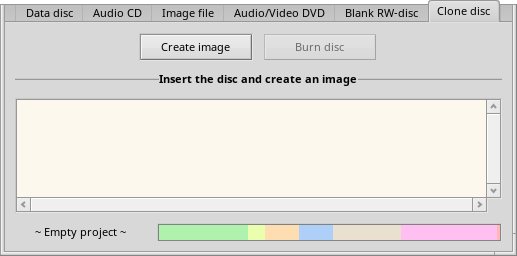 Data disc Audio CD Image file Audio/Video DVD Blank RW-disc Clone disc
Create image Burn disc
Insert the disc and create an image
~ Empty project ~